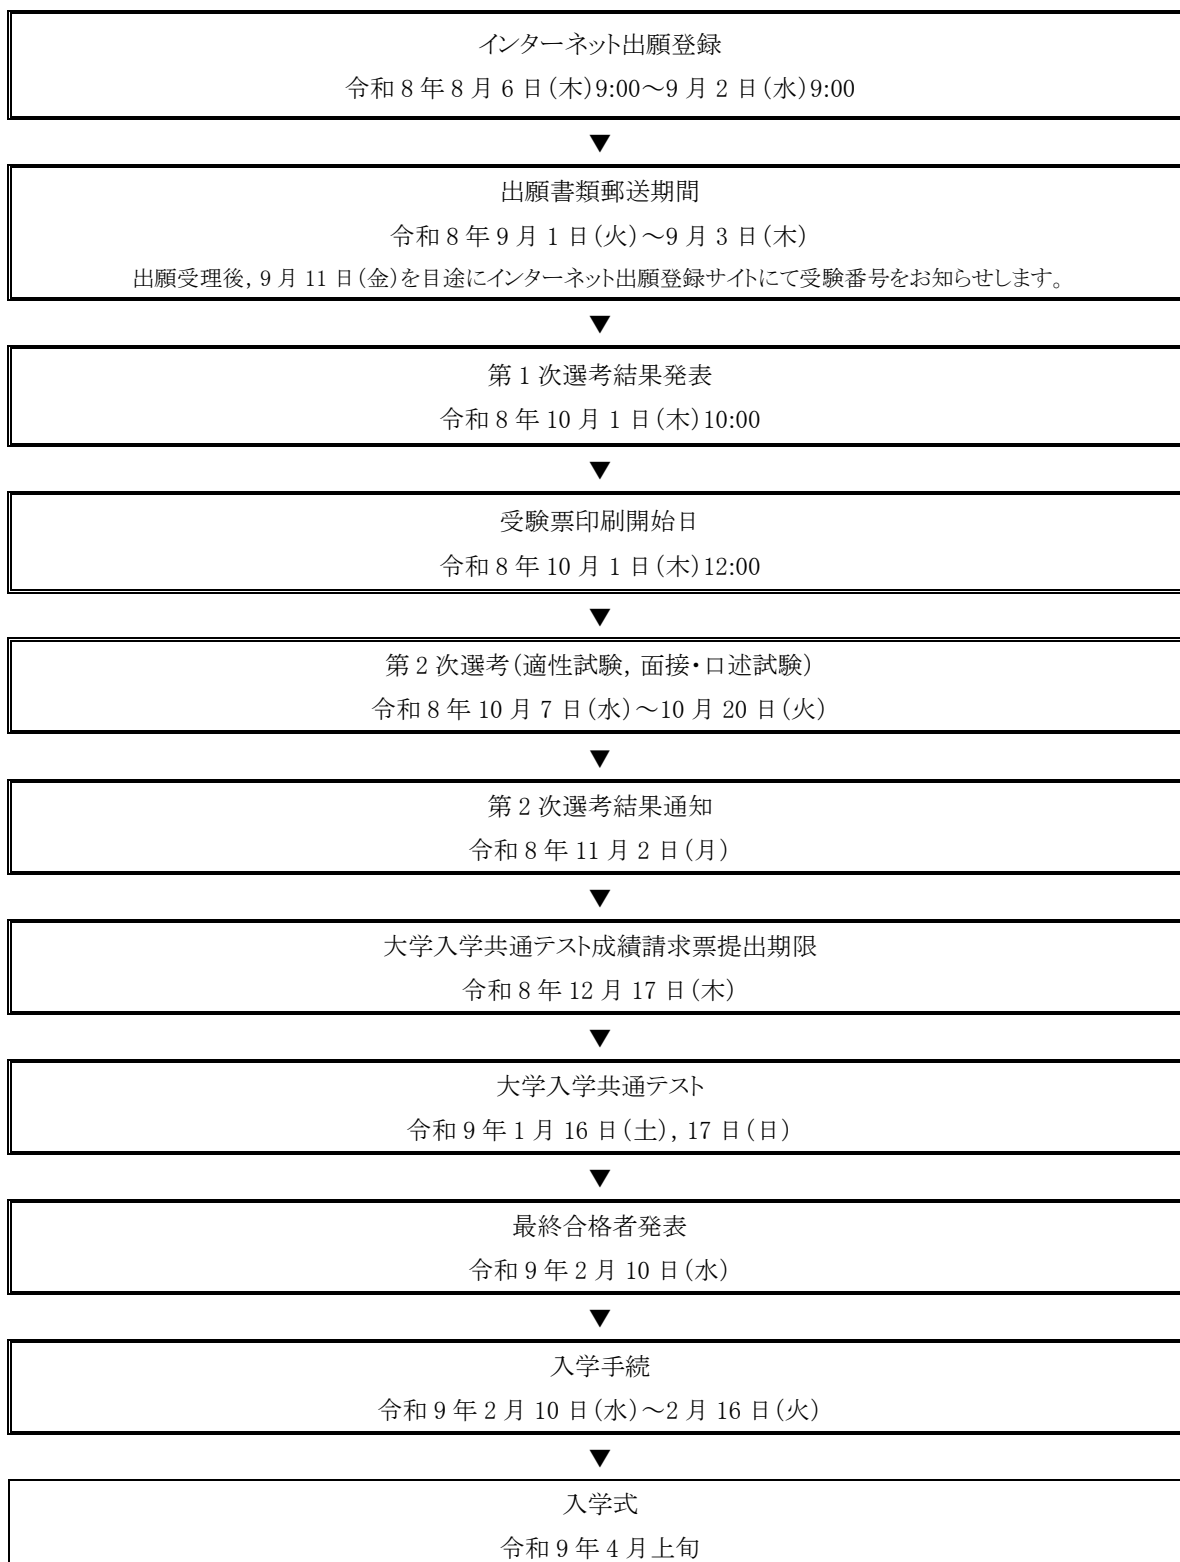 インターネット出願登録
令和 8 年 8 月 6 日（木）9:00～9 月 2 日（水）9:00
▼
出願書類郵送期間
令和 8 年 9 月 1 日（火）～9 月 3 日（木）
出願受理後，9 月 11 日（金）を目途にインターネット出願登録サイトにて受験番号をお知らせします。
▼
第 1 次選考結果発表
令和 8 年 10 月 1 日（木）10:00
▼
受験票印刷開始日
令和 8 年 10 月 1 日（木）12:00
▼
第 2 次選考（適性試験，面接・口述試験）
令和 8 年 10 月 7 日（水）～10 月 20 日（火）
▼
第 2 次選考結果通知
令和 8 年 11 月 2 日（月）
▼
大学入学共通テスト成績請求票提出期限
令和 8 年 12 月 17 日（木）
▼
大学入学共通テスト
令和 9 年 1 月 16 日（土），17 日（日）
▼
最終合格者発表
令和 9 年 2 月 10 日（水）
▼
入学手続
令和 9 年 2 月 10 日（水）～2 月 16 日（火）
▼
入学式
令和 9 年 4 月上旬